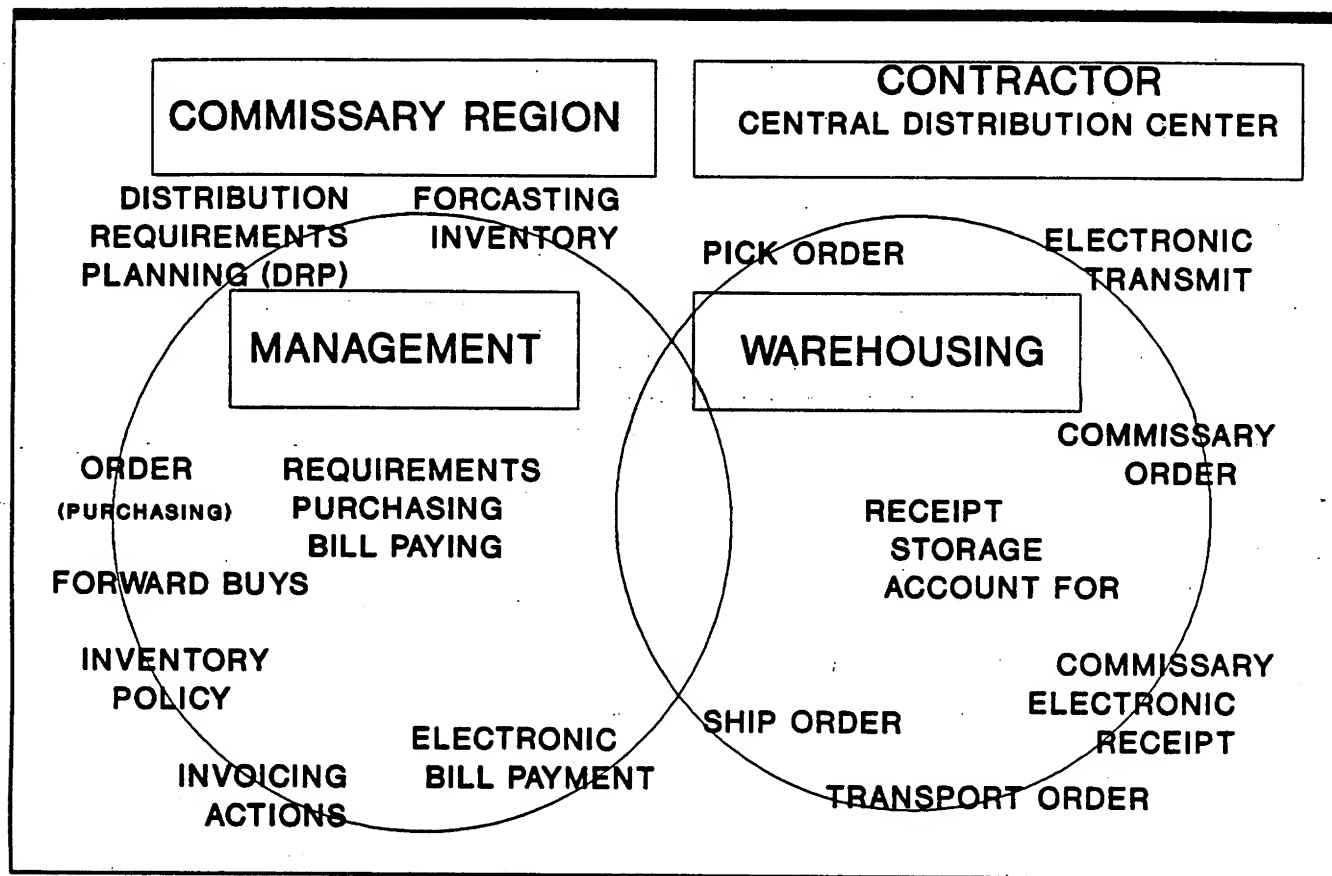 COMMISSARY REGION
CONTRACTOR
CENTRAL DISTRIBUTION CENTER
DISTRIBUTION
REQUIREMENTS
PLANNING (DRP)
FORCASTING
INVENTORY
PICK ORDER
ELECTRONIC
TRANSMIT
MANAGEMENT
WAREHOUSING
COMMISSARY
ORDER
ORDER
(PURCHASING)
REQUIREMENTS
PURCHASING
BILL PAYING
RECEIPT
STORAGE
ACCOUNT FOR
FORWARD BUYS
INVENTORY
POLICY
COMMISSARY
ELECTRONIC
RECEIPT
SHIP ORDER
ELECTRONIC
BILL PAYMENT
INVOICING
ACTIONS
TRANSPORT ORDER